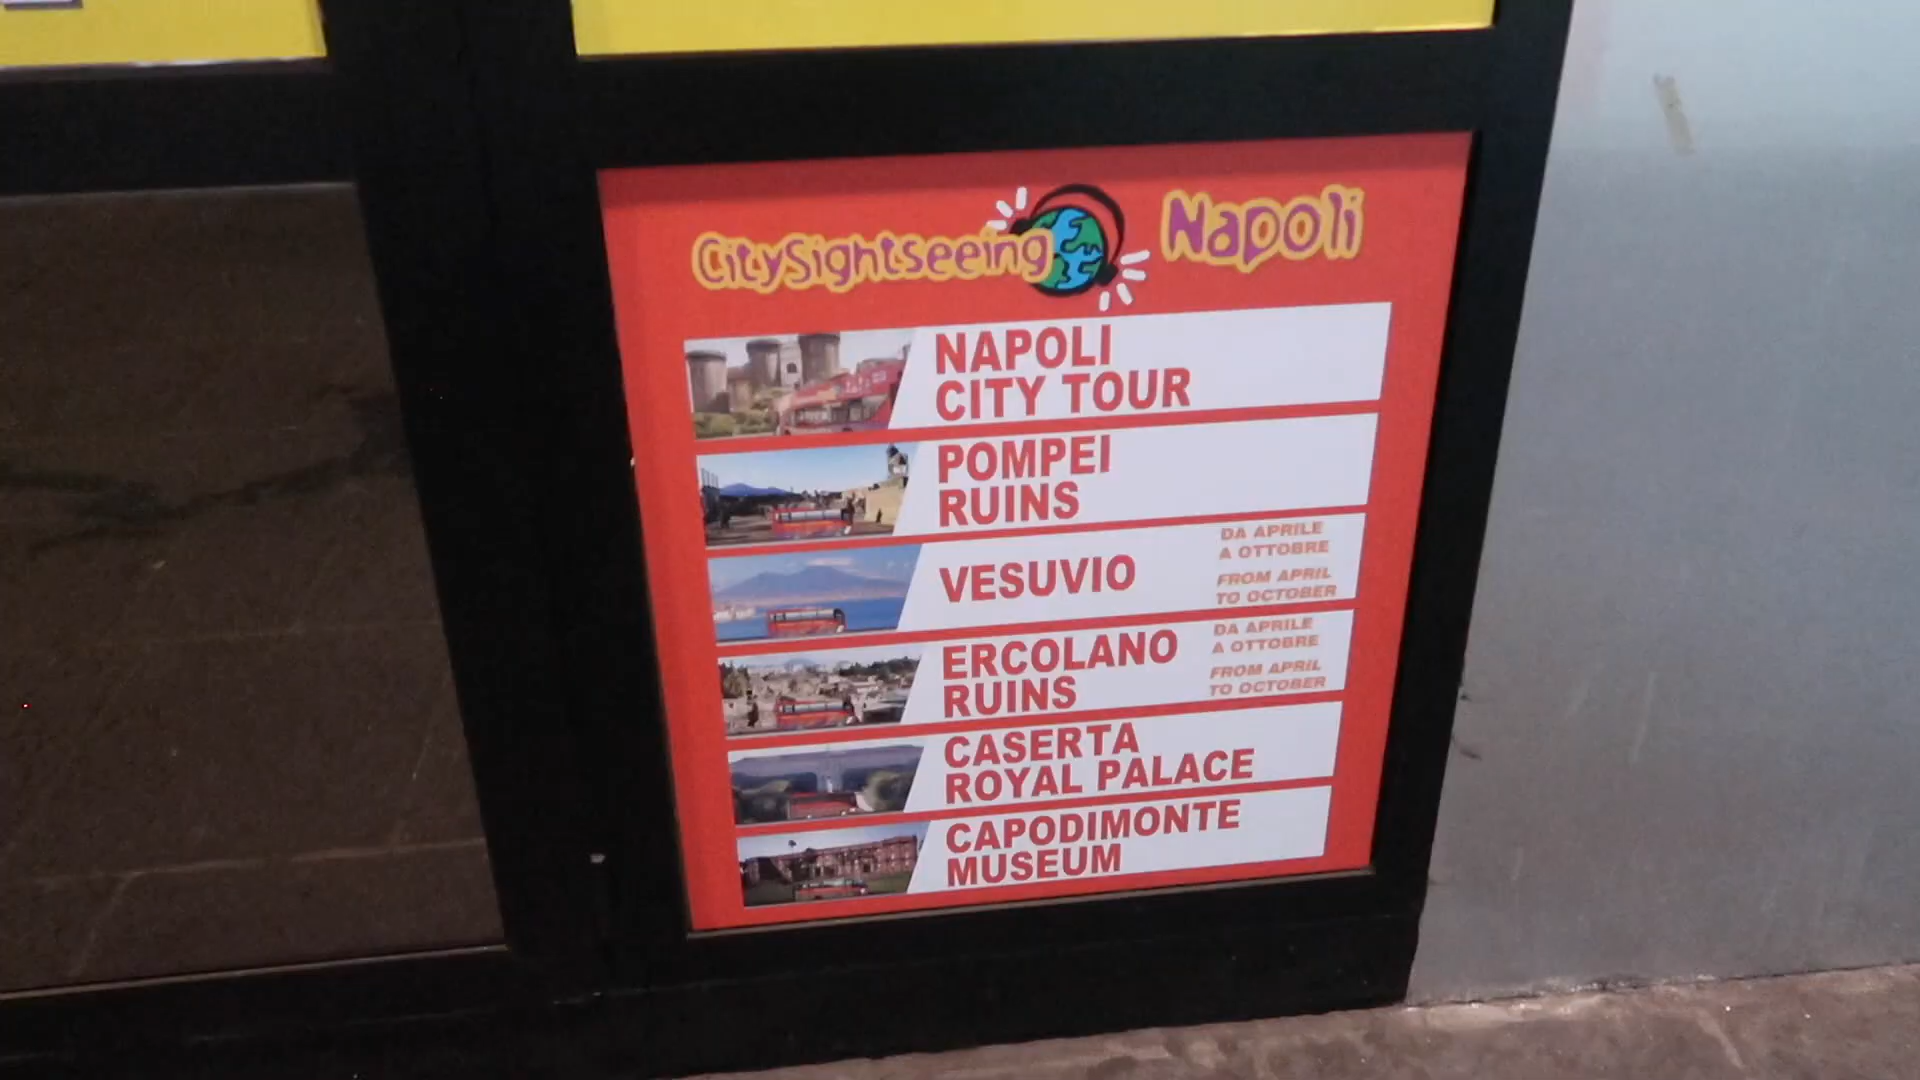 CitySightseeing Napoli
NAPOLI
CITY TOUR
POMPEI
RUINS
VESUVIO
DA APRILE
A OTTOBRE
FROM APRIL
TO OCTOBER
ERCOLANO
RUINS
DA APRILE
A OTTOBRE
FROM APRIL
TO OCTOBER
CASERTA
ROYAL PALACE
CAPODIMONTE
MUSEUM